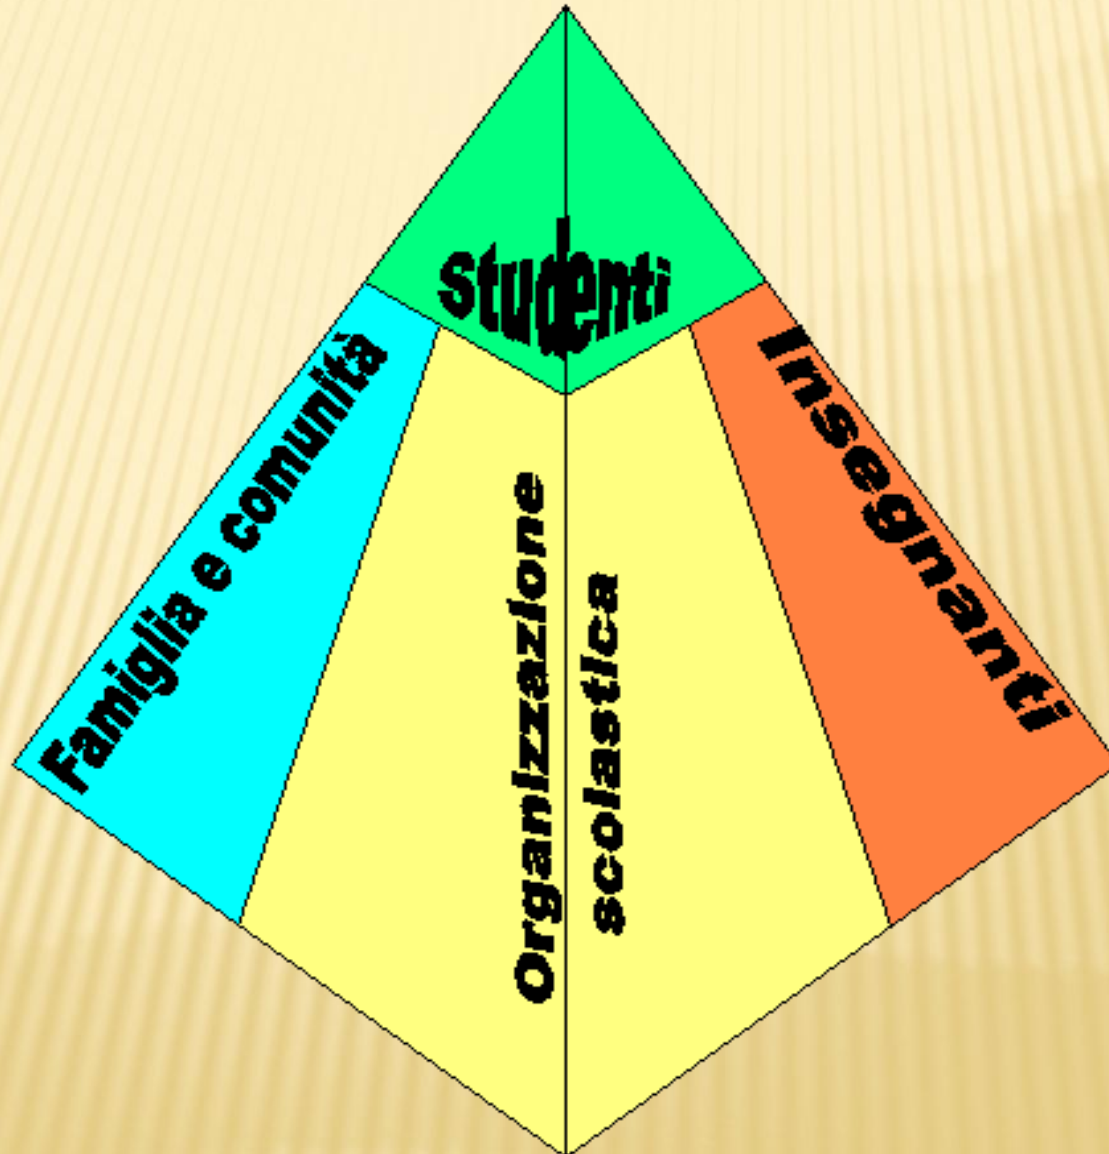 Studenti
Famiglia e comunità
Organizzazione
scolastica
Insegnanti